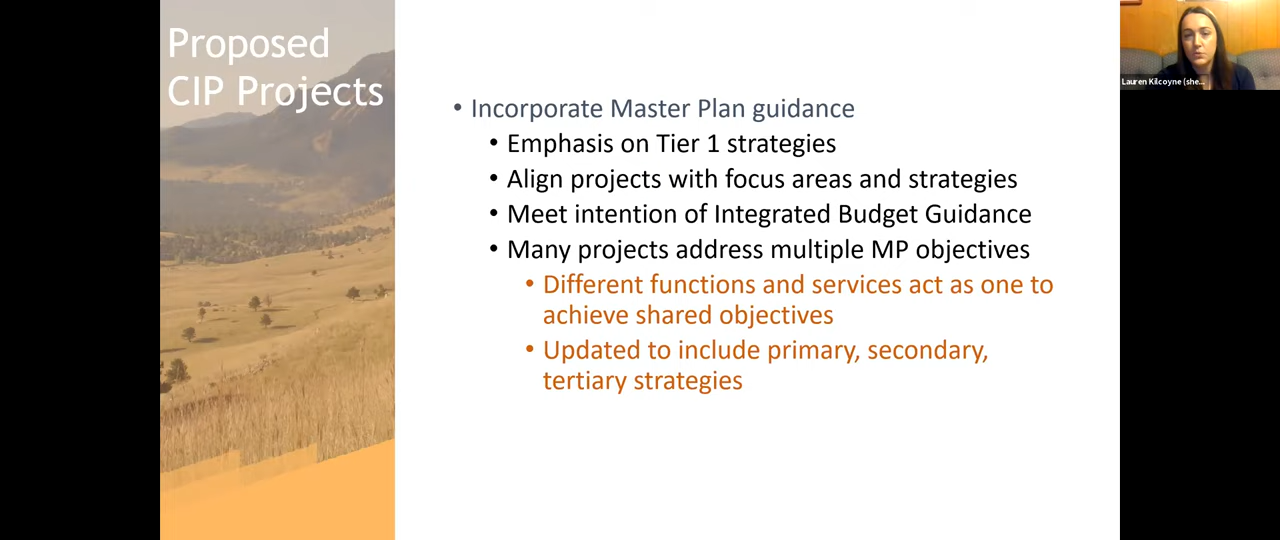 Proposed
CIP Projects
• Incorporate Master Plan guidance
• Emphasis on Tier 1 strategies
• Align projects with focus areas and strategies
• Meet intention of Integrated Budget Guidance
• Many projects address multiple MP objectives
• Different functions and services act as one to
achieve shared objectives
• Updated to include primary, secondary,
tertiary strategies
Lauren Kilcoyne (she...